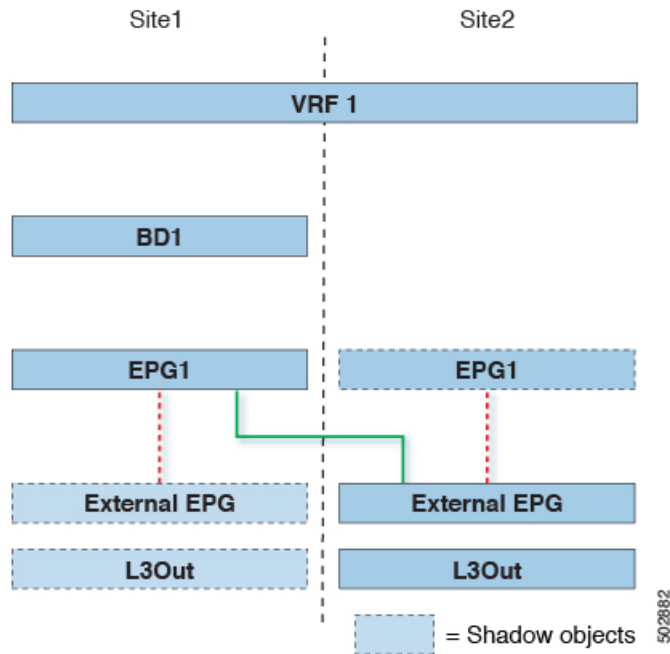 Site1
Site2
VRF 1
BD1
EPG1
EPG1
External EPG
External EPG
L3Out
L3Out
= Shadow objects
502882